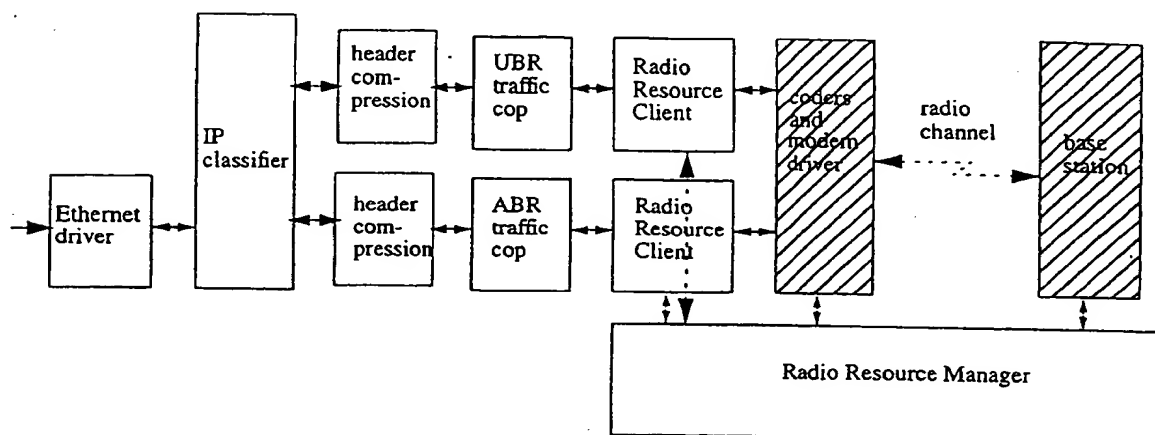 header
com-
pression
UBR
traffic
cop
Radio
Resource
Client
coders
and
modem
driver
radio
channel
base
station
IP
classifier
Ethernet
driver
header
com-
pression
ABR
traffic
cop
Radio
Resource
Client
Radio Resource Manager